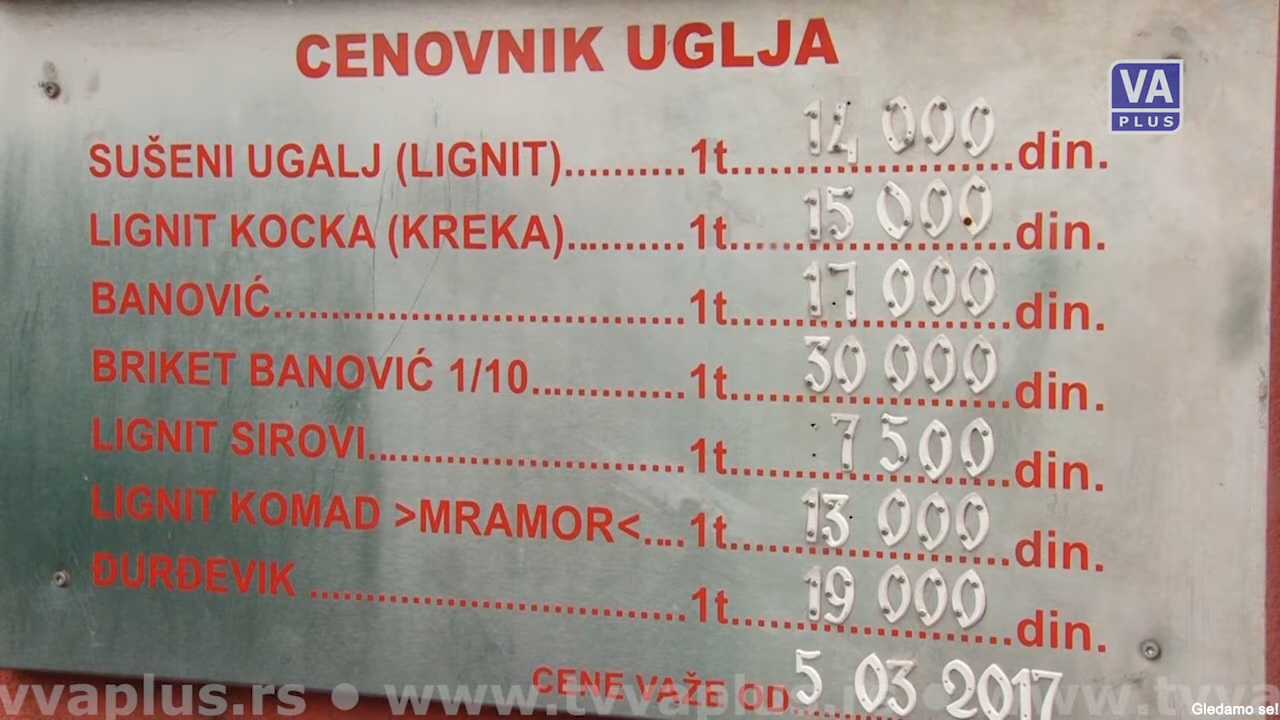 CENOVNIK UGLJA
VA
PLUS
SUŠENI UGALJ (LIGNIT)..........1t.....................14 000 din.
LIGNIT KOCKA (KREKA)..........1t.....................15 000 din.
BANOVIĆ...................................1t.....................17 000 din.
BRIKET BANOVIĆ 1/10.............1t.....................30 000 din.
LIGNIT SIROVI...........................1t.....................7 500 din.
LIGNIT KOMAD >MRAMOR<....1t.....................13 000 din.
ĐURĐEVIK ................................1t.....................19 000 din.
CENE VAŽE OD 5 03 2017
vvaplus.rs • www.tvvaplus.rs • www.tvva
Gledamo se!